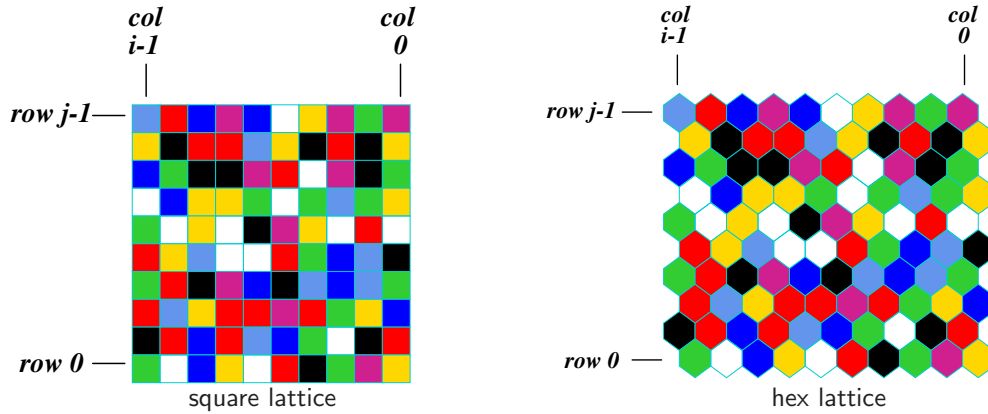 col
i-1
col
0
row j-1
row 0
square lattice
col
i-1
col
0
row j-1
row 0
hex lattice